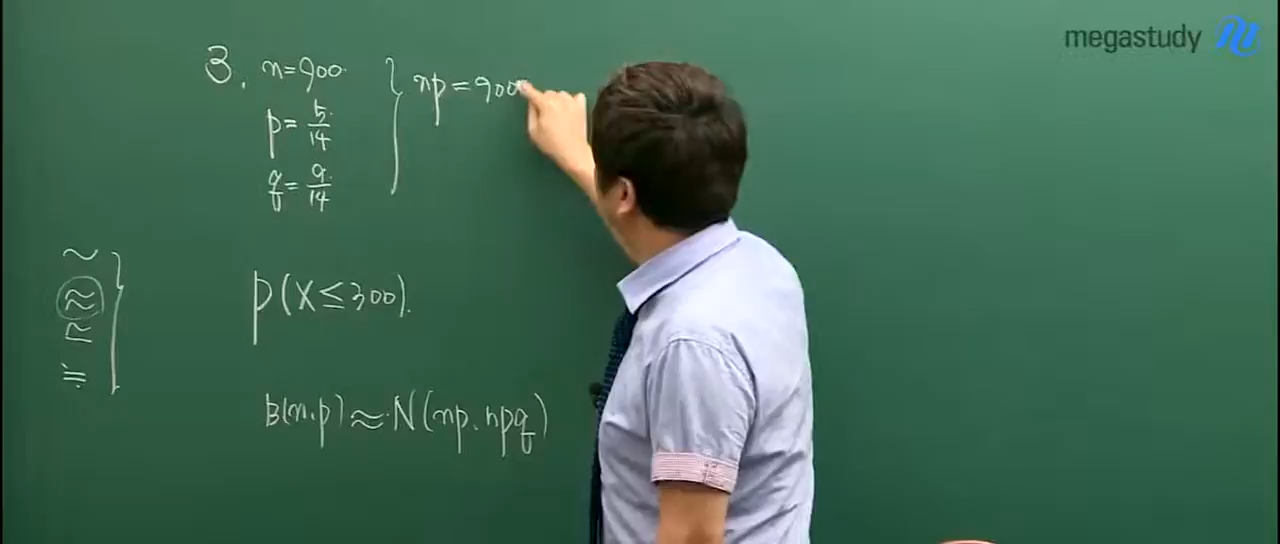 megastudy
3. n=900
p= 5/14
q= 9/14
np=900
P(X≤300).
~
≈
≒
B(n.p)≈N(np.npq)